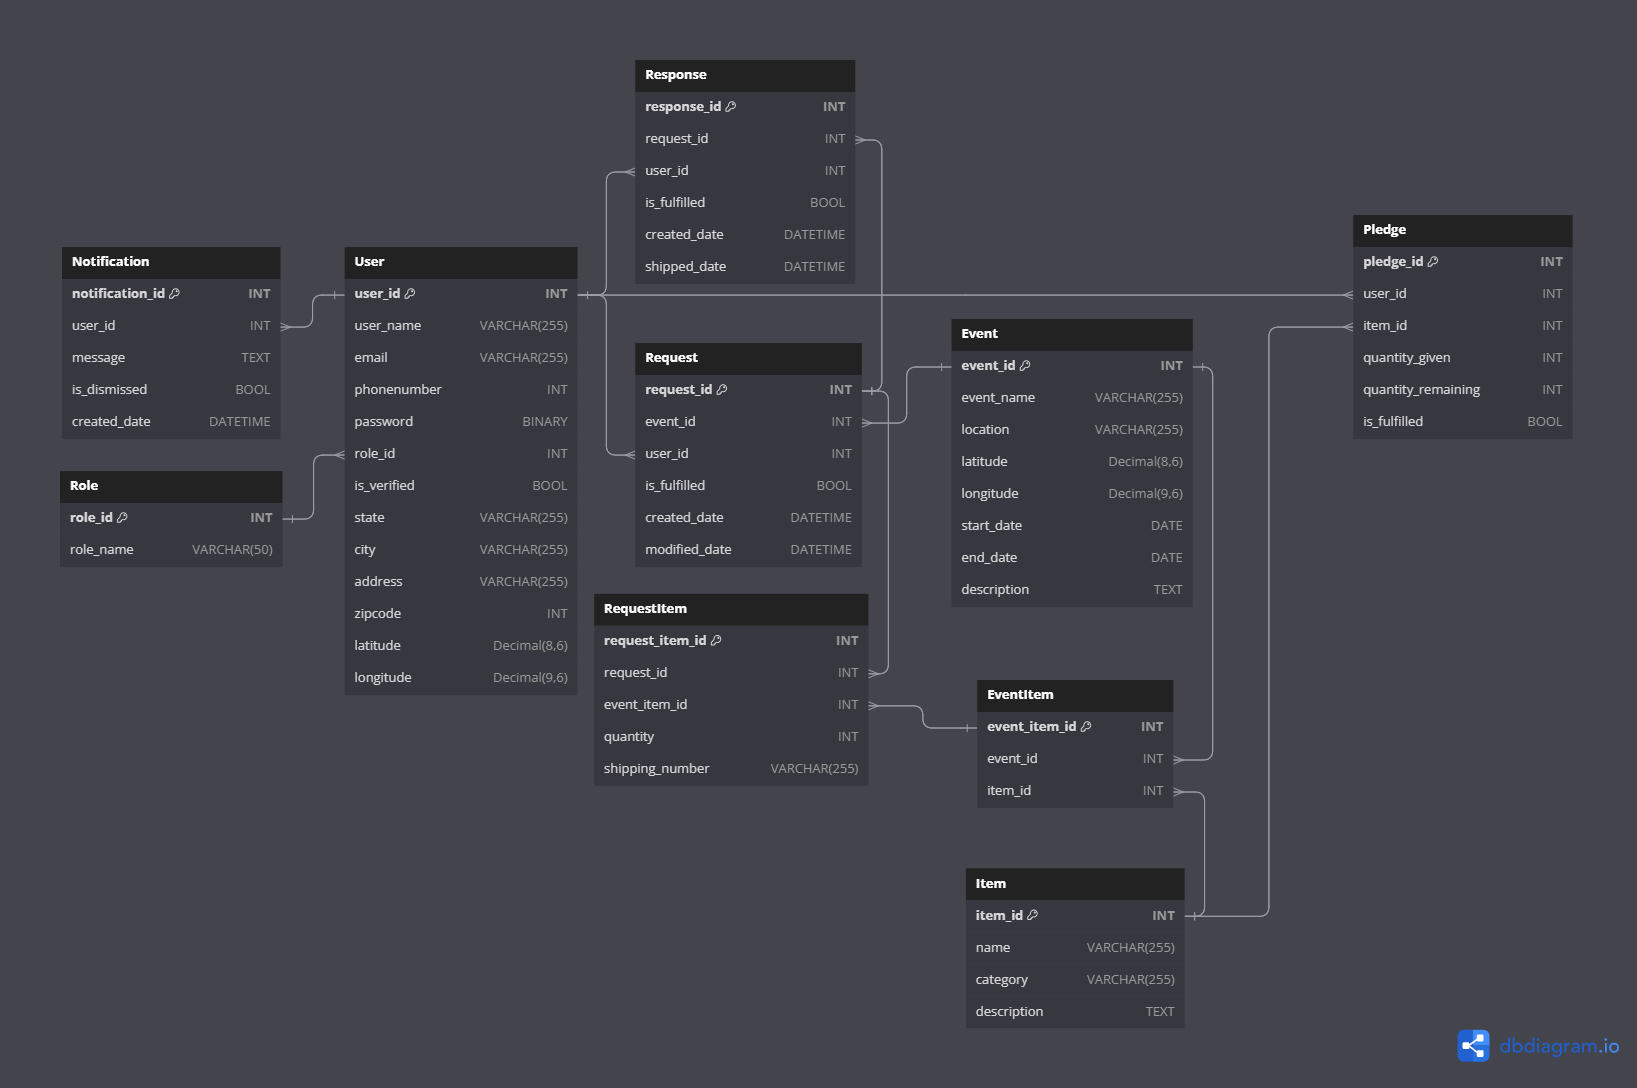 Response
response_id INT
request_id INT
user_id INT
is_fulfilled BOOL
created_date DATETIME
shipped_date DATETIME
Notification
notification_id INT
user_id INT
message TEXT
is_dismissed BOOL
created_date DATETIME
Role
role_id INT
role_name VARCHAR(50)
User
user_id INT
user_name VARCHAR(255)
email VARCHAR(255)
phonenumber INT
password BINARY
role_id INT
is_verified BOOL
state VARCHAR(255)
city VARCHAR(255)
address VARCHAR(255)
zipcode INT
latitude Decimal(8,6)
longitude Decimal(9,6)
Request
request_id INT
event_id INT
user_id INT
is_fulfilled BOOL
created_date DATETIME
modified_date DATETIME
RequestItem
request_item_id INT
request_id INT
event_item_id INT
quantity INT
shipping_number VARCHAR(255)
Event
event_id INT
event_name VARCHAR(255)
location VARCHAR(255)
latitude Decimal(8,6)
longitude Decimal(9,6)
start_date DATE
end_date DATE
description TEXT
EventItem
event_item_id INT
event_id INT
item_id INT
Item
item_id INT
name VARCHAR(255)
category VARCHAR(255)
description TEXT
Pledge
pledge_id INT
user_id INT
item_id INT
quantity_given INT
quantity_remaining INT
is_fulfilled BOOL
dbdiagram.io